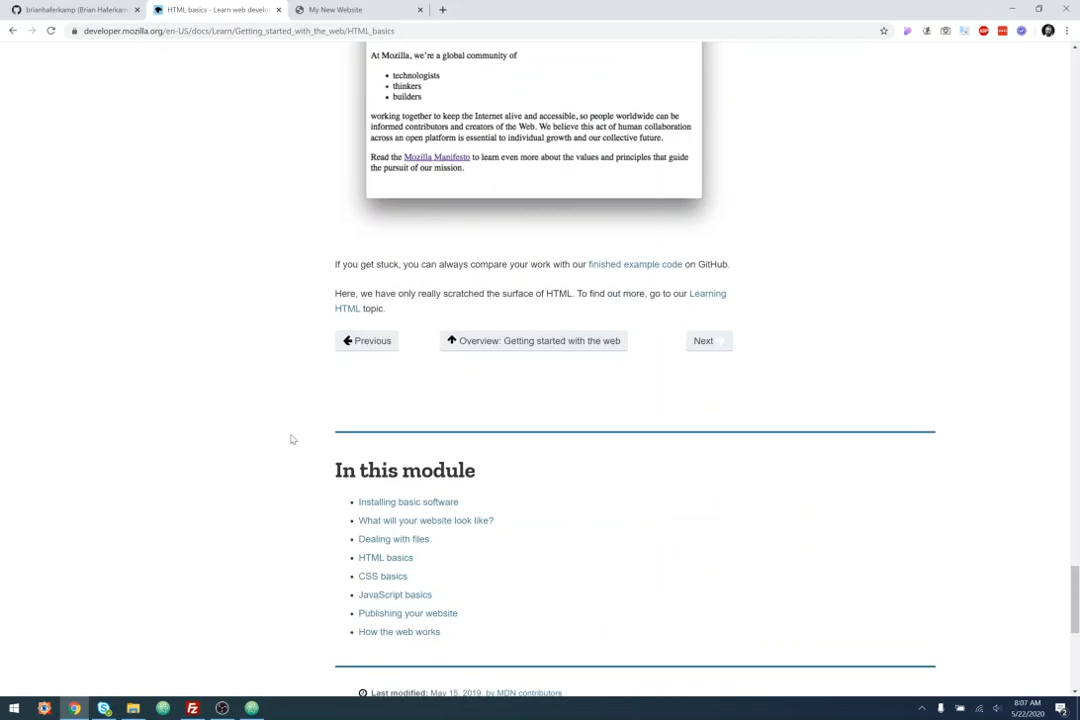 brianhaferkamp (Brian Haferkam
HTML basics - Learn web develo
My New Website
developer.mozilla.org/en-US/docs/Learn/Getting_started_with_the_web/HTML_basics
At Mozilla, we're a global community of
technologists
thinkers
builders
working together to keep the Internet alive and accessible, so people worldwide can be
informed contributors and creators of the Web. We believe this act of human collaboration
across an open platform is essential to individual growth and our collective future.
Read the Mozilla Manifesto to learn even more about the values and principles that guide
the pursuit of our mission.
If you get stuck, you can always compare your work with our finished example code on GitHub.
Here, we have only really scratched the surface of HTML. To find out more, go to our Learning
HTML topic.
Previous
Overview: Getting started with the web
Next
In this module
Installing basic software
What will your website look like?
Dealing with files
HTML basics
CSS basics
JavaScript basics
Publishing your website
How the web works
Last modified: May 15, 2019, by MDN contributors
8:07 AM
5/22/2020